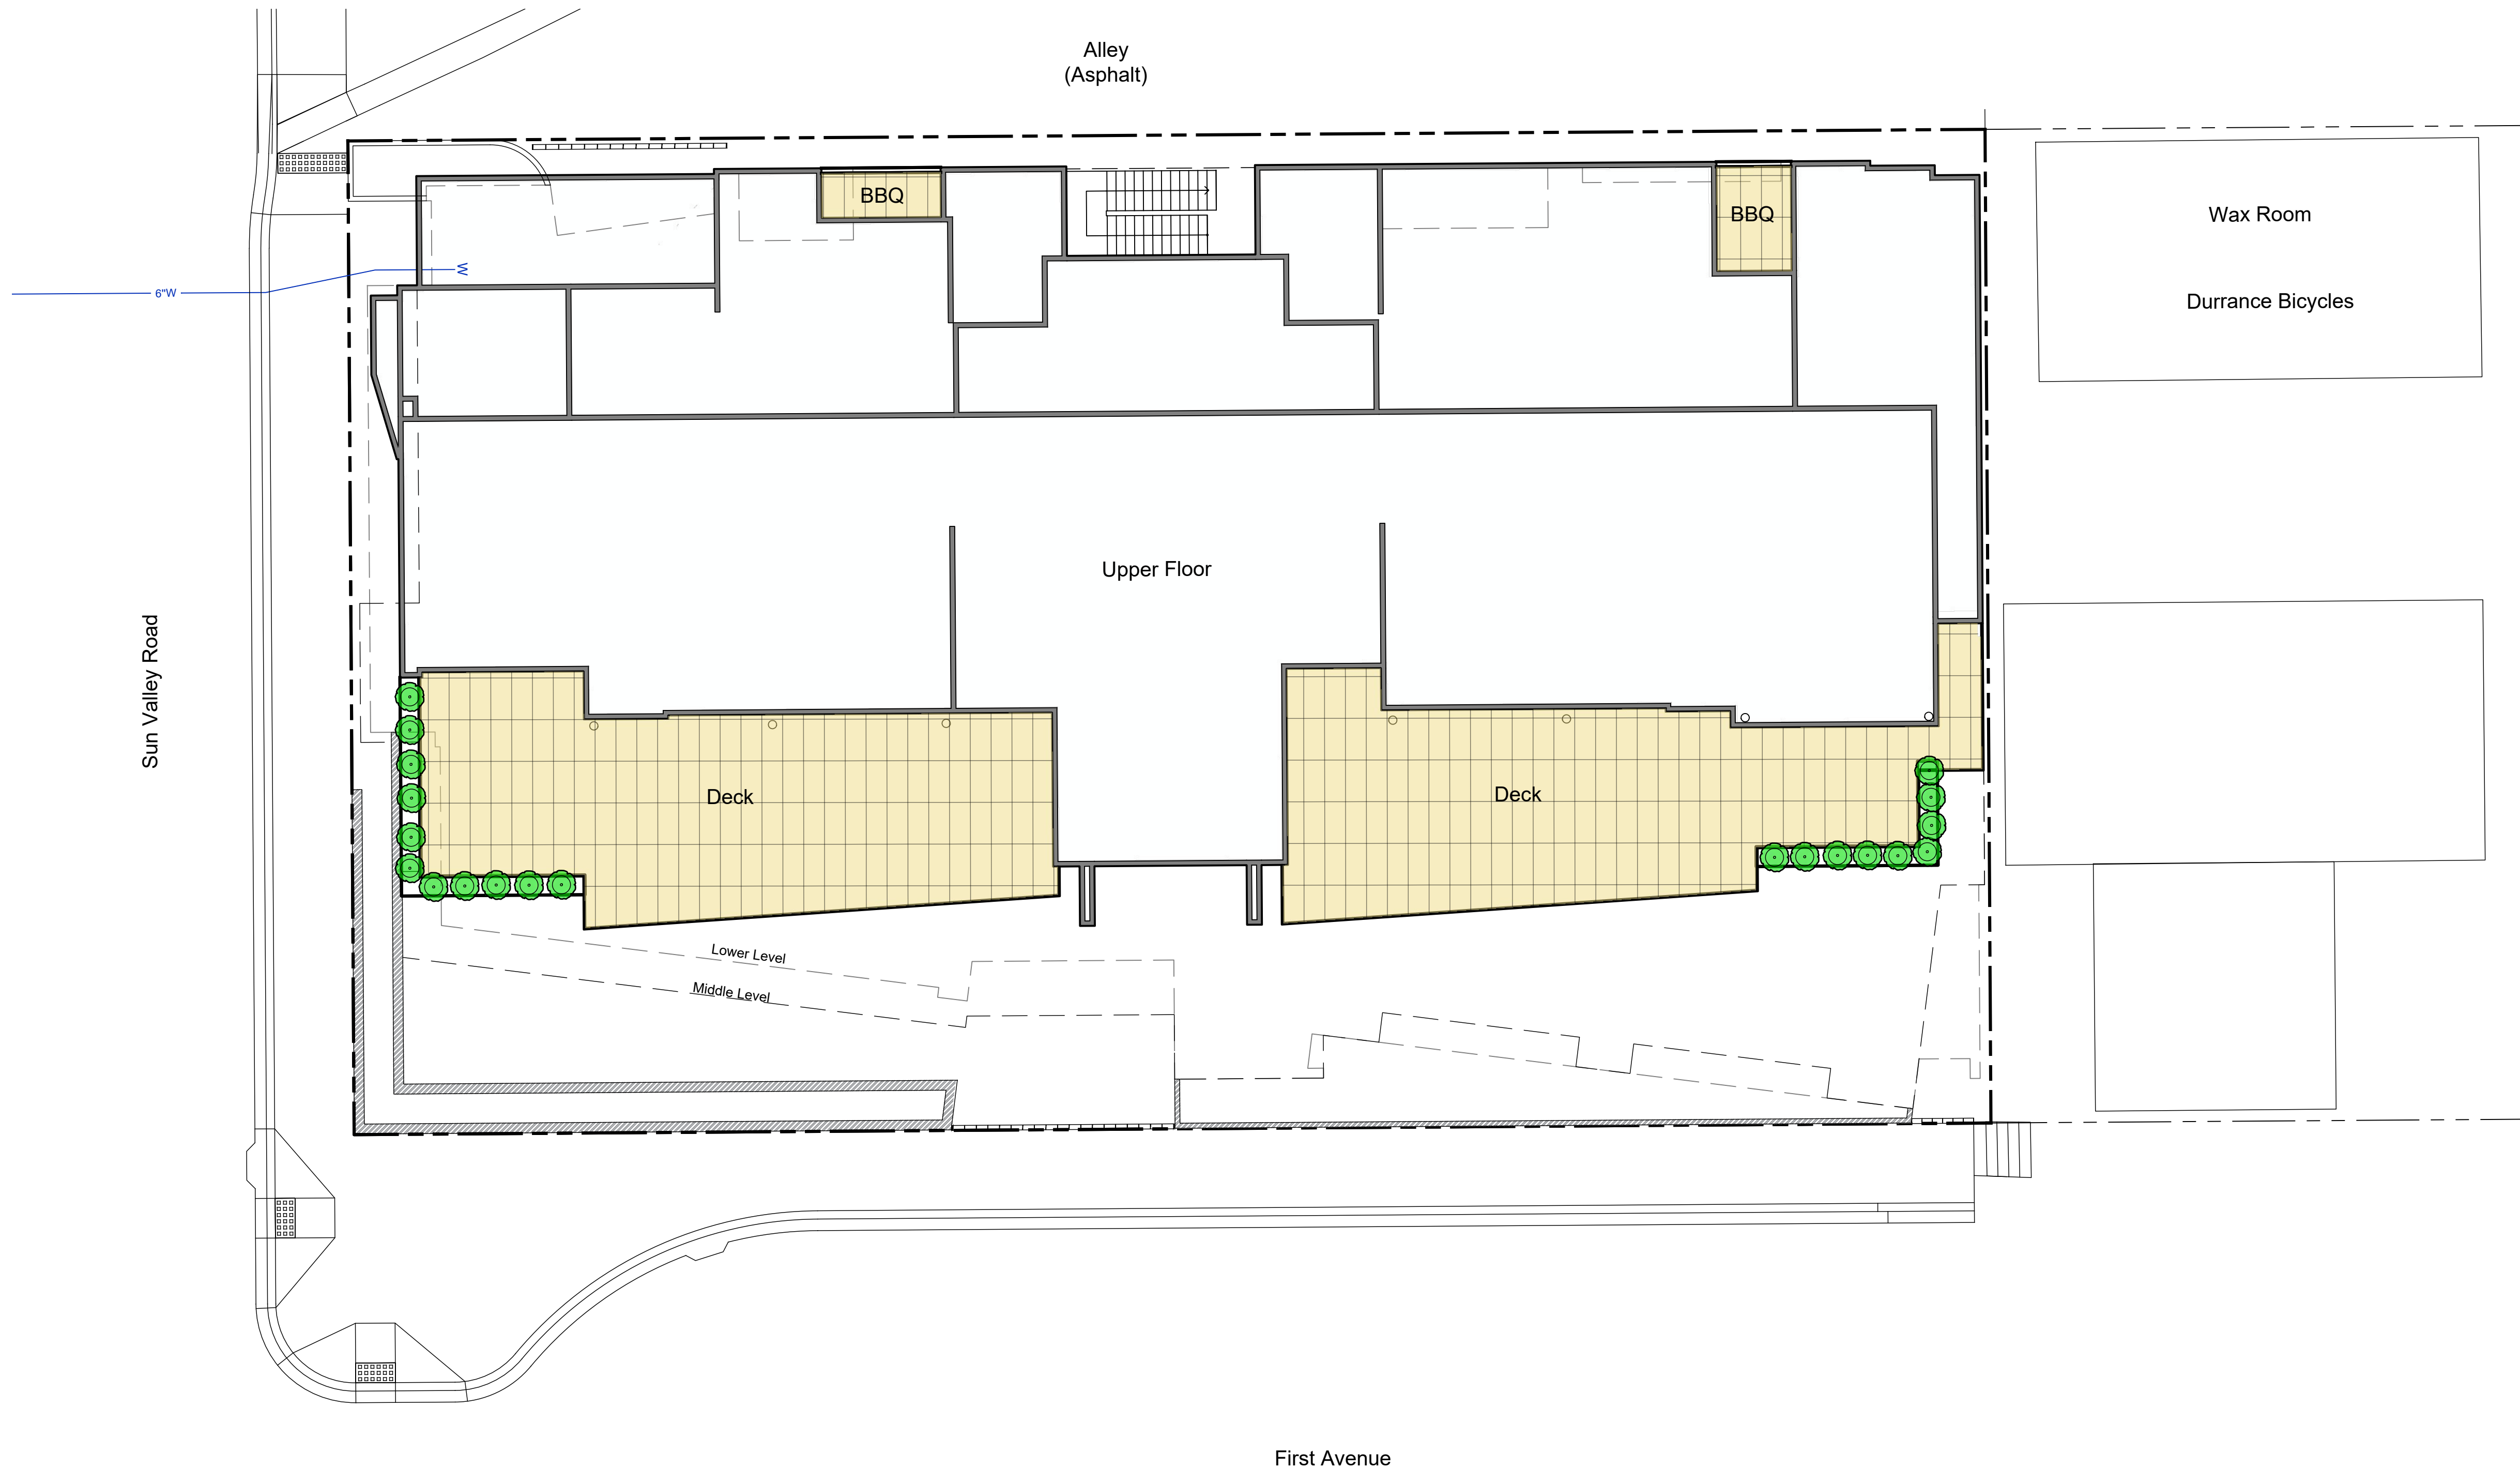 Alley
(Asphalt)
BBQ
BBQ
Wax Room
Durrance Bicycles
W
6"W
Upper Floor
Sun Valley Road
Deck
Deck
Lower Level
Middle Level
First Avenue